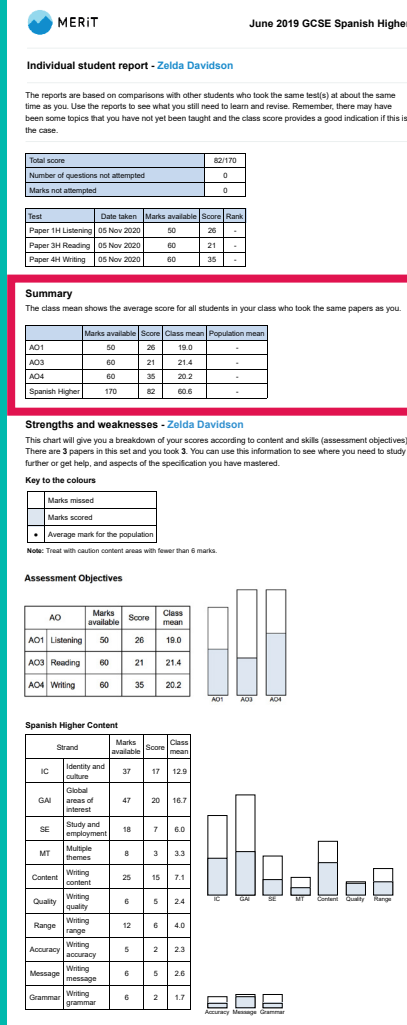 MERiT
June 2019 GCSE Spanish Higher
Individual student report - Zelda Davidson
The reports are based on comparisons with other students who took the same test(s) at about the same
time as you. Use the reports to see what you still need to learn and revise. Remember, there may have
been some topics that you have not yet been taught and the class score provides a good indication if this is
the case.
Total score 82/170
Number of questions not attempted 0
Marks not attempted 0
Test Date taken Marks available Score Rank
Paper 1H Listening 05 Nov 2020 50 26 -
Paper 3H Reading 05 Nov 2020 60 21 -
Paper 4H Writing 05 Nov 2020 60 35 -
Summary
The class mean shows the average score for all students in your class who took the same papers as you.
Marks available Score Class mean Population mean
AO1 50 26 19.0 -
AO3 60 21 21.4 -
AO4 60 35 20.2 -
Spanish Higher 170 82 60.6 -
Strengths and weaknesses - Zelda Davidson
This chart will give you a breakdown of your scores according to content and skills (assessment objectives)
There are 3 papers in this set and you took 3. You can use this information to see where you need to study
further or get help, and aspects of the specification you have mastered.
Key to the colours
Marks missed
Marks scored
• Average mark for the population
Note: Treat with caution content areas with fewer than 6 marks.
Assessment Objectives
AO Marks available Score Class mean
AO1 Listening 50 26 19.0
AO3 Reading 60 21 21.4
AO4 Writing 60 35 20.2
AO1 AO3 AO4
Spanish Higher Content
Strand Marks available Score Class mean
IC Identity and culture 37 17 12.9
GAI Global areas of interest 47 20 16.7
SE Study and employment 18 7 6.0
MT Multiple themes 8 3 3.3
Content Writing content 25 15 7.1
Quality Writing quality 6 5 2.4
Range Writing range 12 6 4.0
Accuracy Writing accuracy 5 2 2.3
Message Writing message 6 5 2.6
Grammar Writing grammar 6 2 1.7
IC GAI SE MT Content Quality Range
Accuracy Message Grammar